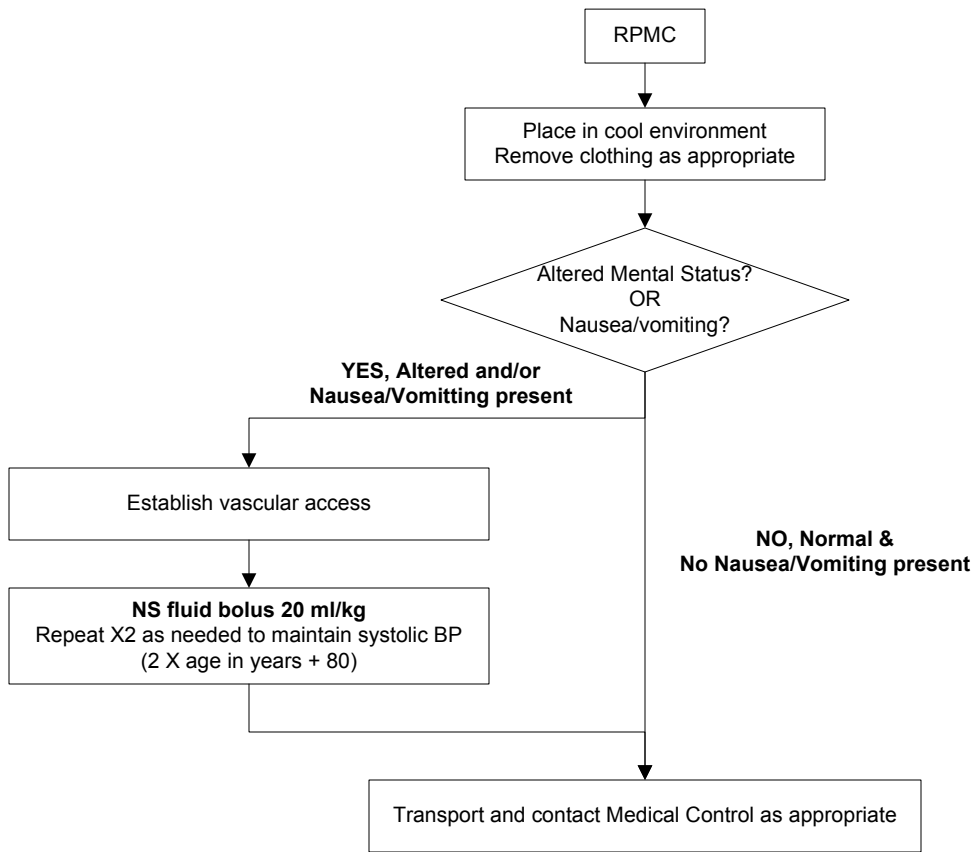 RPMC
Place in cool environment
Remove clothing as appropriate
Altered Mental Status?
OR
Nausea/vomiting?
YES, Altered and/or
Nausea/Vomitting present
Establish vascular access
NO, Normal &
No Nausea/Vomiting present
NS fluid bolus 20 ml/kg
Repeat X2 as needed to maintain systolic BP
(2 X age in years + 80)
Transport and contact Medical Control as appropriate